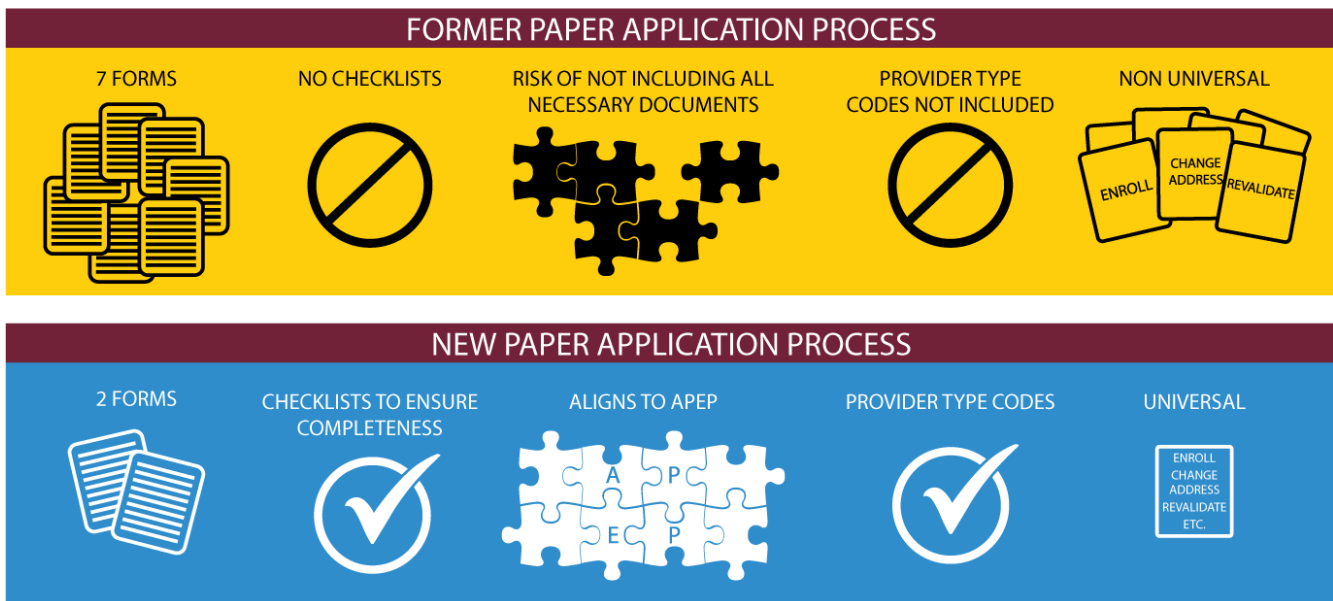 FORMER PAPER APPLICATION PROCESS
7 FORMS
NO CHECKLISTS
RISK OF NOT INCLUDING ALL
NECESSARY DOCUMENTS
PROVIDER TYPE
CODES NOT INCLUDED
NON UNIVERSAL
ENROLL
CHANGE
ADDRESS
REVALIDATE
NEW PAPER APPLICATION PROCESS
2 FORMS
CHECKLISTS TO ENSURE
COMPLETENESS
ALIGNS TO APEP
A P
E P
PROVIDER TYPE CODES
UNIVERSAL
ENROLL
CHANGE
ADDRESS
REVALIDATE
ETC.